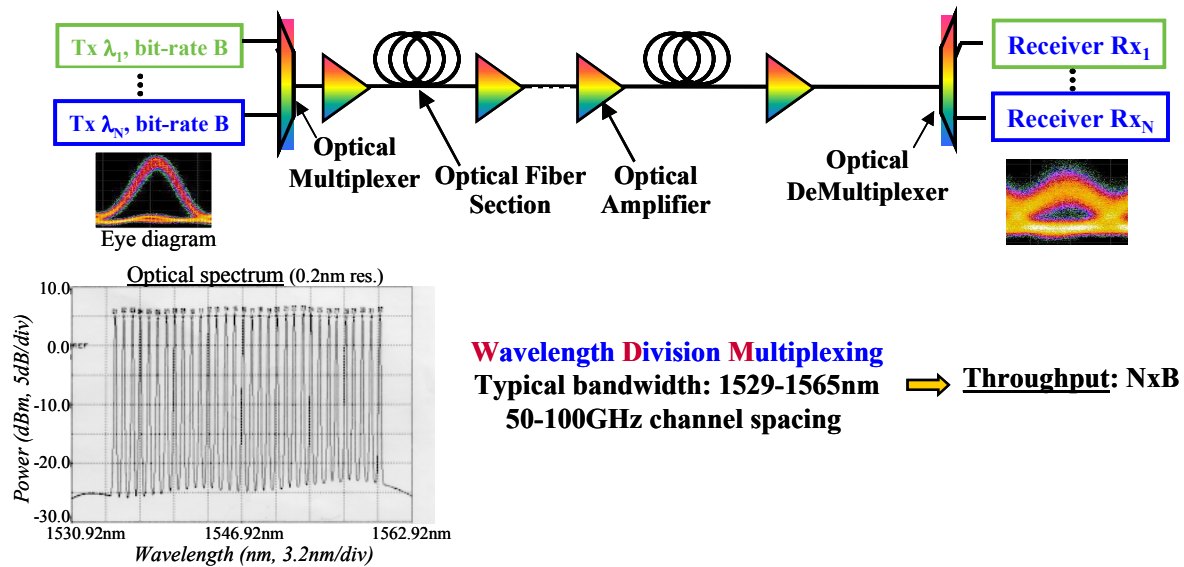 Tx λ1, bit-rate B
Tx λN, bit-rate B
Receiver Rx1
Receiver RxN
Optical
Multiplexer
Optical Fiber
Section
Optical
Amplifier
Optical
DeMultiplexer
Eye diagram
Optical spectrum (0.2nm res.)
Power (dBm, 5dB/div)
10.0
0.0
-10.0
-20.0
-30.0
1530.92nm
1546.92nm
1562.92nm
Wavelength (nm, 3.2nm/div)
Wavelength Division Multiplexing
Typical bandwidth: 1529-1565nm
50-100GHz channel spacing
Throughput: NxB